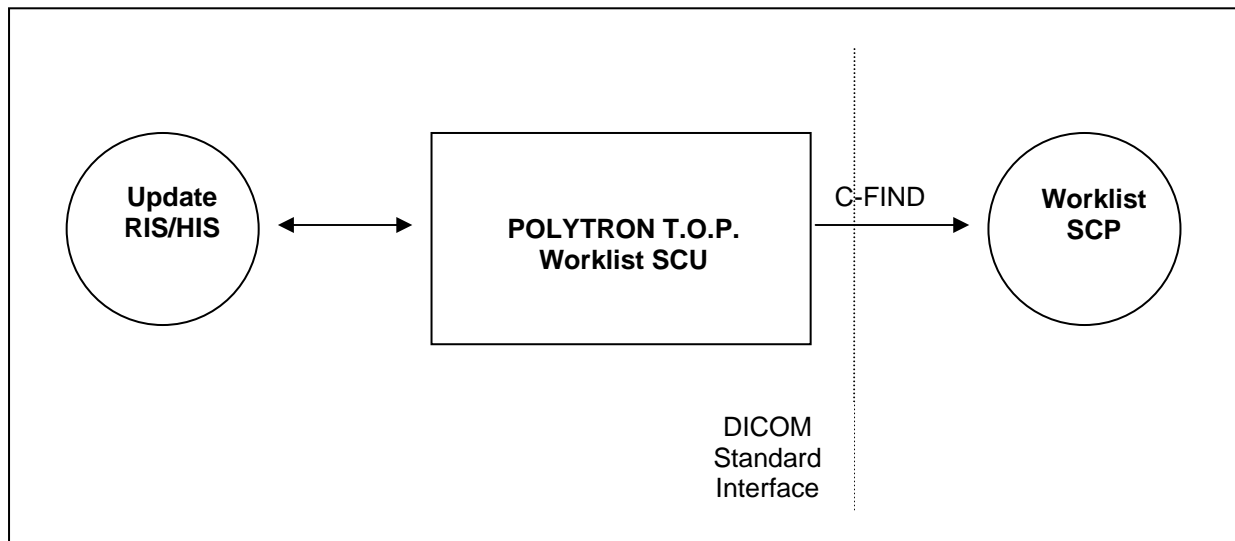 Update
RIS/HIS
POLYTRON T.O.P.
Worklist SCU
C-FIND
Worklist
SCP
DICOM
Standard
Interface